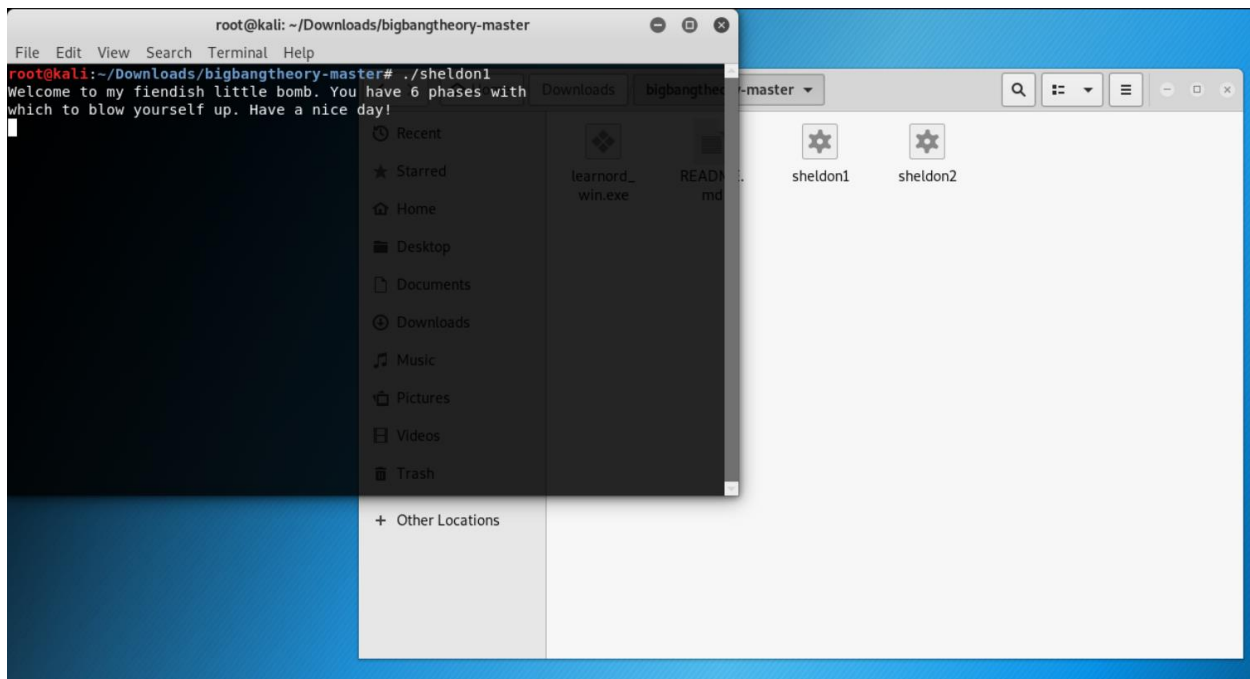 root@kali: ~/Downloads/bigbangtheory-master
File Edit View Search Terminal Help
root@kali:~/Downloads/bigbangtheory-master# ./sheldon1
Welcome to my fiendish little bomb. You have 6 phases with
which to blow yourself up. Have a nice day!
Downloads
-master
Recent
Starred
Home
Desktop
Documents
Downloads
Music
Pictures
Videos
Trash
+ Other Locations
learnord_
win.exe
md
sheldon1
sheldon2